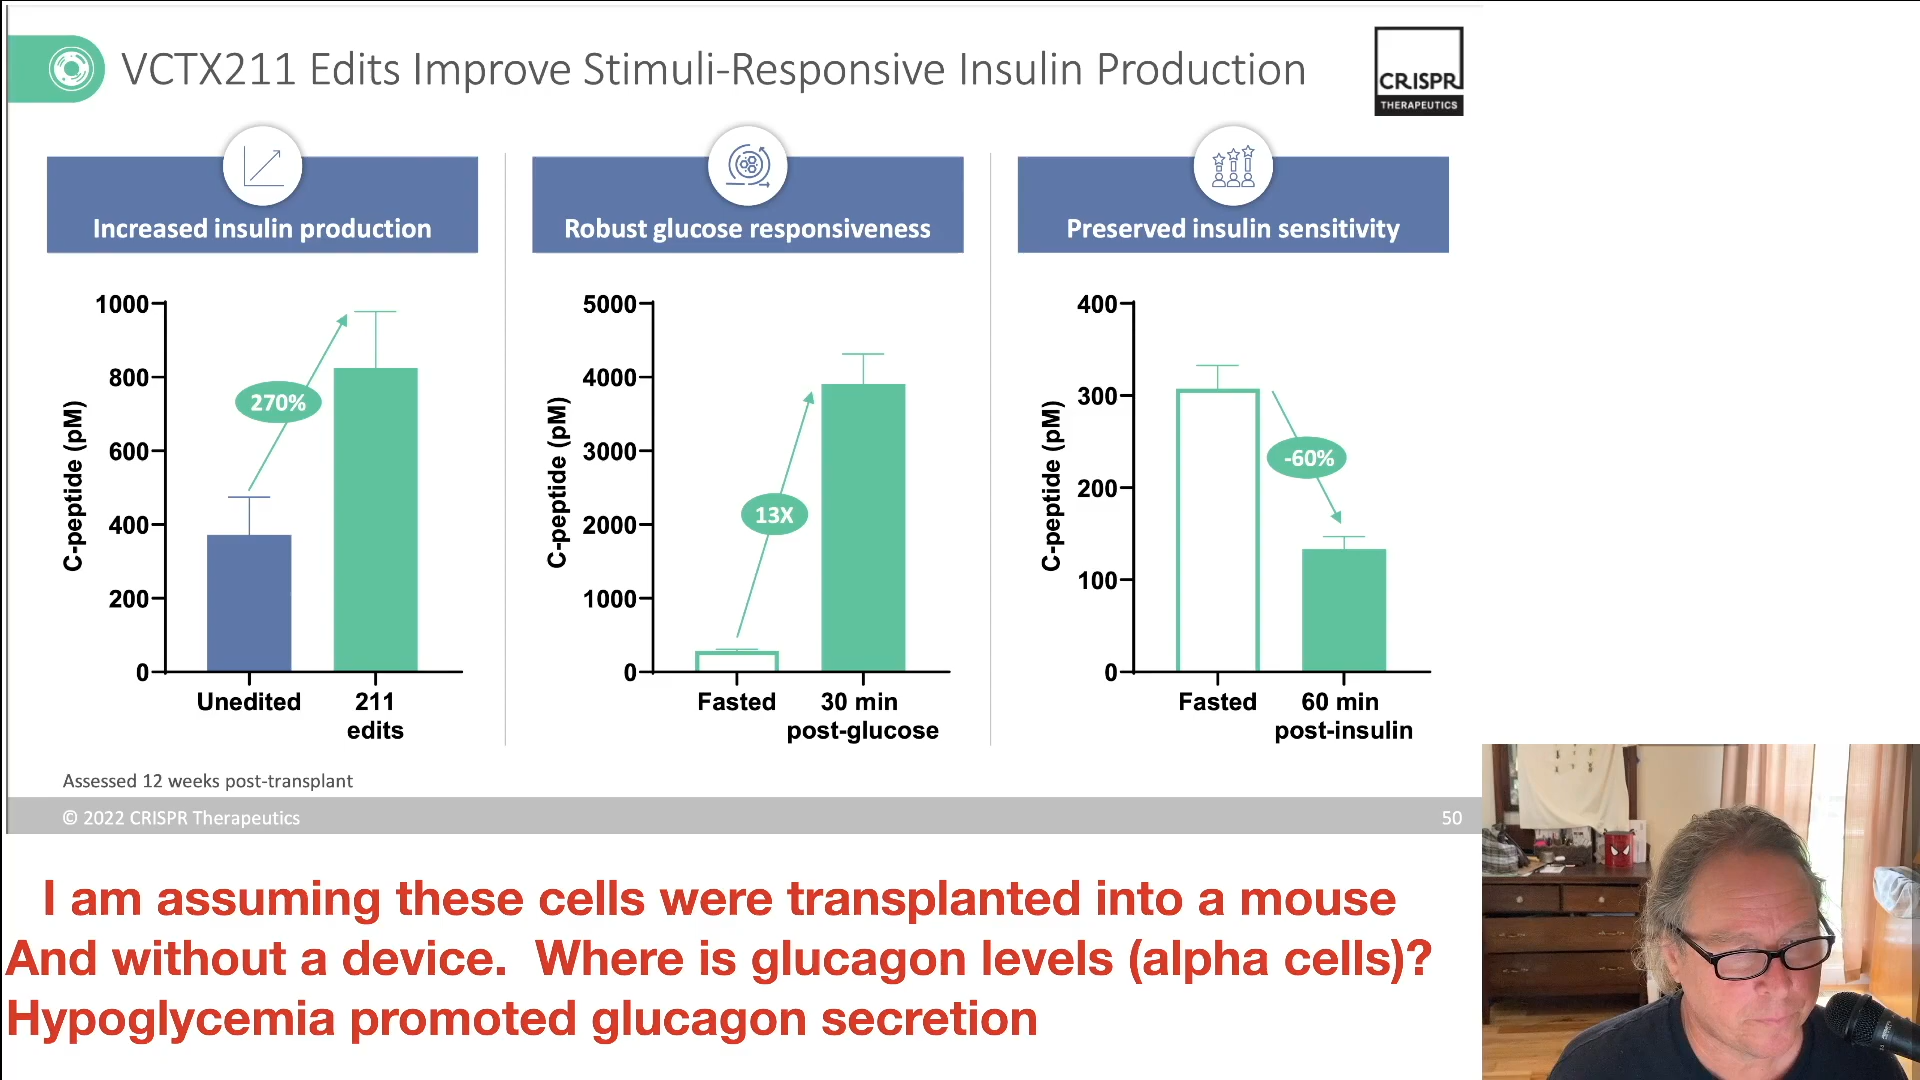 VCTX211 Edits Improve Stimuli-Responsive Insulin Production
CRISPR
THERAPEUTICS
Increased insulin production
Robust glucose responsiveness
Preserved insulin sensitivity
C-peptide (pM)
1000
800
600
400
200
0
270%
Unedited
211
edits
C-peptide (pM)
5000
4000
3000
2000
1000
0
13X
Fasted
30 min
post-glucose
C-peptide (pM)
400
300
200
100
0
-60%
Fasted
60 min
post-insulin
Assessed 12 weeks post-transplant
© 2022 CRISPR Therapeutics
50
I am assuming these cells were transplanted into a mouse
And without a device. Where is glucagon levels (alpha cells)?
Hypoglycemia promoted glucagon secretion